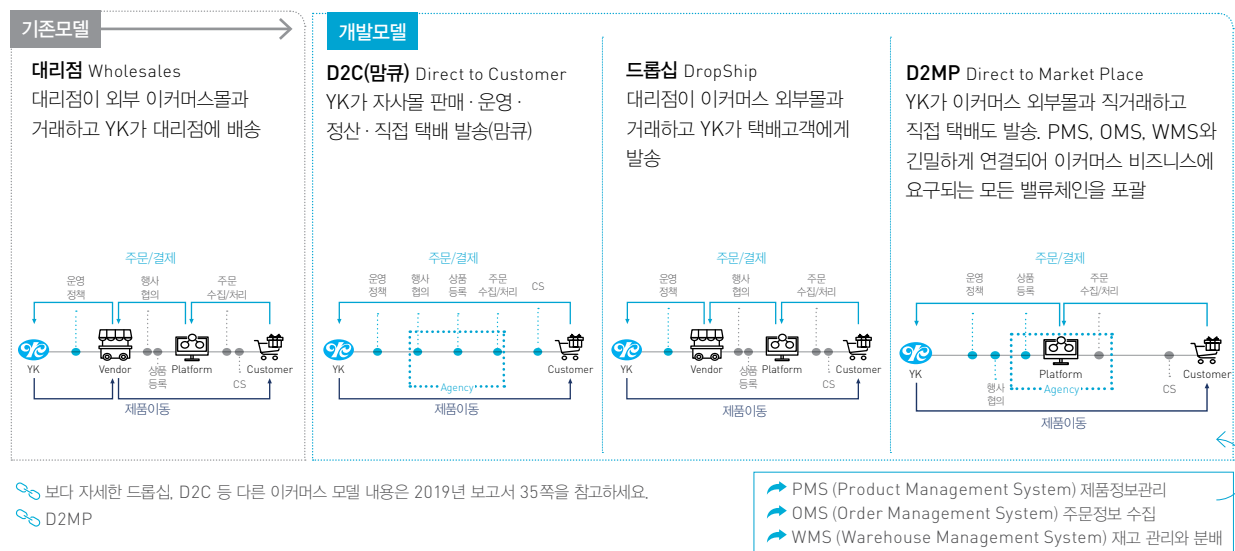 기존모델
대리점 Wholesales
대리점이 외부 이커머스몰과
거래하고 YK가 대리점에 배송
주문/결제
운영
정책
행사
협의
주문
수집/처리
YK
Vendor
상품
등록
Platform
CS
Customer
제품이동
개발모델
D2C(맘큐) Direct to Customer
YK가 자사몰 판매 · 운영 ·
정산 · 직접 택배 발송(맘큐)
주문/결제
운영
정책
행사
협의
상품
등록
주문
수집/처리
CS
YK
Agency
Customer
제품이동
드롭십 DropShip
대리점이 이커머스 외부몰과
거래하고 YK가 택배고객에게
발송
주문/결제
운영
정책
행사
협의
주문
수집/처리
YK
Vendor
상품
등록
Platform
CS
Customer
제품이동
D2MP Direct to Market Place
YK가 이커머스 외부몰과 직거래하고
직접 택배도 발송. PMS, OMS, WMS와
긴밀하게 연결되어 이커머스 비즈니스에
요구되는 모든 밸류체인을 포괄
주문/결제
운영
정책
상품
등록
주문
수집/처리
YK
행사
협의
Platform
Agency
CS
Customer
제품이동
보다 자세한 드롭십, D2C 등 다른 이커머스 모델 내용은 2019년 보고서 35쪽을 참고하세요.
D2MP
PMS (Product Management System) 제품정보관리
OMS (Order Management System) 주문정보 수집
WMS (Warehouse Management System) 재고 관리와 분배